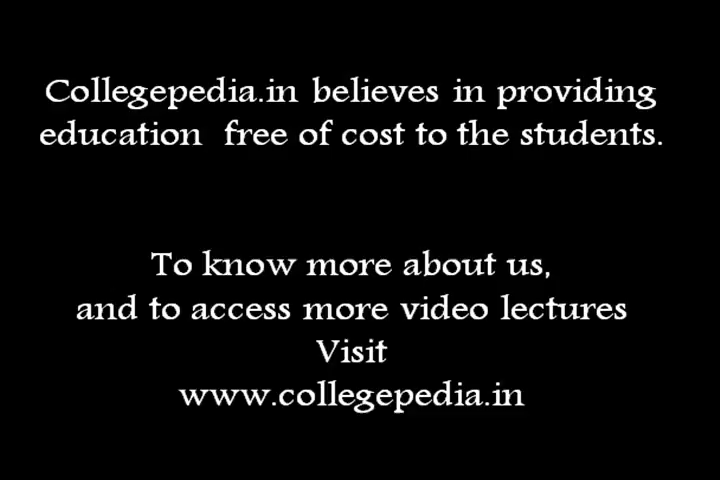 Collegepedia.in believes in providing
education  free of cost to the students.
To know more about us,
and to access more video lectures
Visit
www.collegepedia.in